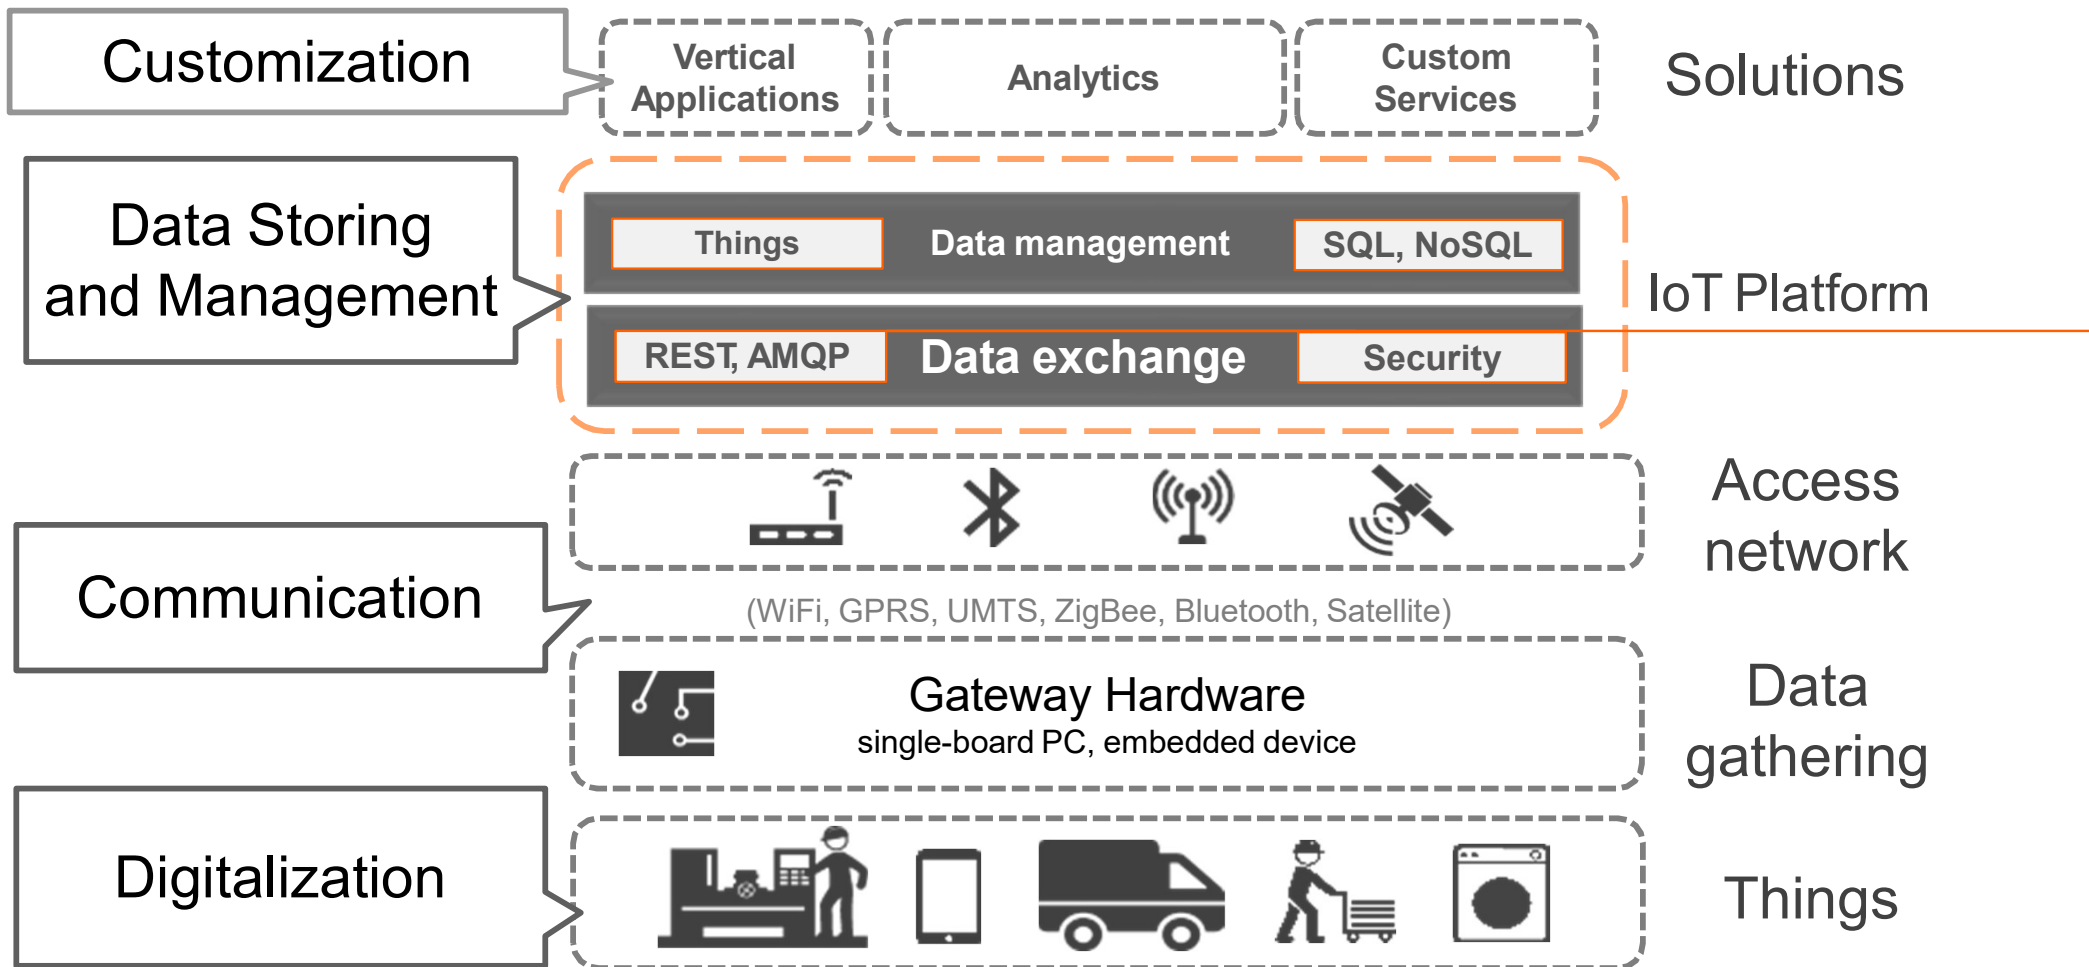 Customization
Vertical
Applications
Analytics
Custom
Services
Solutions
Data Storing
and Management
Things
Data management
SQL, NoSQL
IoT Platform
REST, AMQP
Data exchange
Security
Access
network
Communication
(WiFi, GPRS, UMTS, ZigBee, Bluetooth, Satellite)
Gateway Hardware
single-board PC, embedded device
Data
gathering
Digitalization
Things